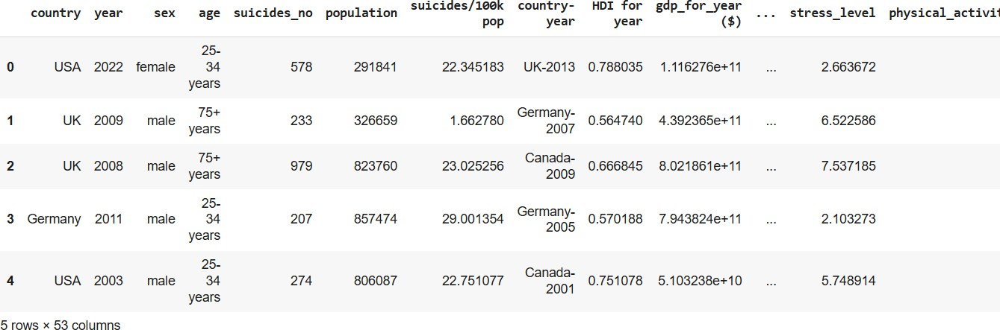 country year sex age suicides_no population suicides/100k pop country-year HDI for year gdp_for_year ($) ... stress_level physical_activit
0 USA 2022 female 25-34 years 578 291841 22.345183 UK-2013 0.788035 1.116276e+11 ... 2.663672
1 UK 2009 male 75+ years 233 326659 1.662780 Germany-2007 0.564740 4.392365e+11 ... 6.522586
2 UK 2008 male 75+ years 979 823760 23.025256 Canada-2009 0.666845 8.021861e+11 ... 7.537185
3 Germany 2011 male 25-34 years 207 857474 29.001354 Germany-2005 0.570188 7.943824e+11 ... 2.103273
4 USA 2003 male 25-34 years 274 806087 22.751077 Canada-2001 0.751078 5.103238e+10 ... 5.748914
5 rows × 53 columns